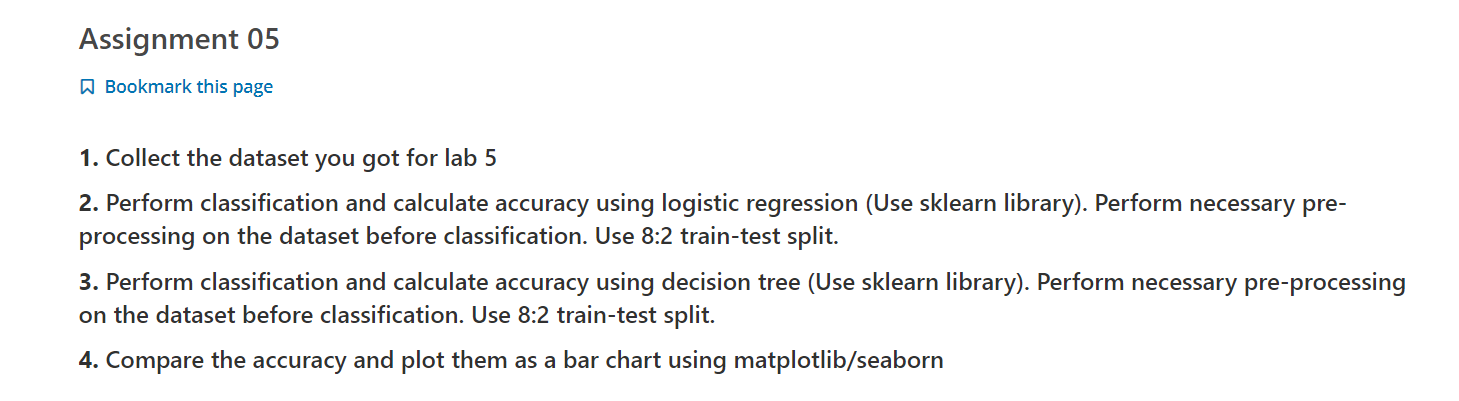 Assignment 05
Bookmark this page
1. Collect the dataset you got for lab 5
2. Perform classification and calculate accuracy using logistic regression (Use sklearn library). Perform necessary pre-
processing on the dataset before classification. Use 8:2 train-test split.
3. Perform classification and calculate accuracy using decision tree (Use sklearn library). Perform necessary pre-processing
on the dataset before classification. Use 8:2 train-test split.
4. Compare the accuracy and plot them as a bar chart using matplotlib/seaborn